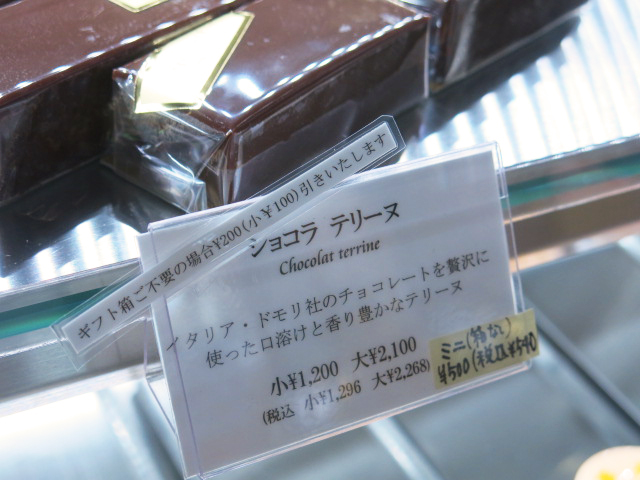 ギフト箱ご不要の場合¥200(小¥100)引きいたします
ショコラ テリーヌ
Chocolat terrine
イタリア・ドモリ社のチョコレートを贅沢に
使った口溶けと香り豊かなテリーヌ
小¥1,200 大¥2,100
(税込 小¥1,296 大¥2,268)
ミニ(箱なし)
¥500(税込¥540